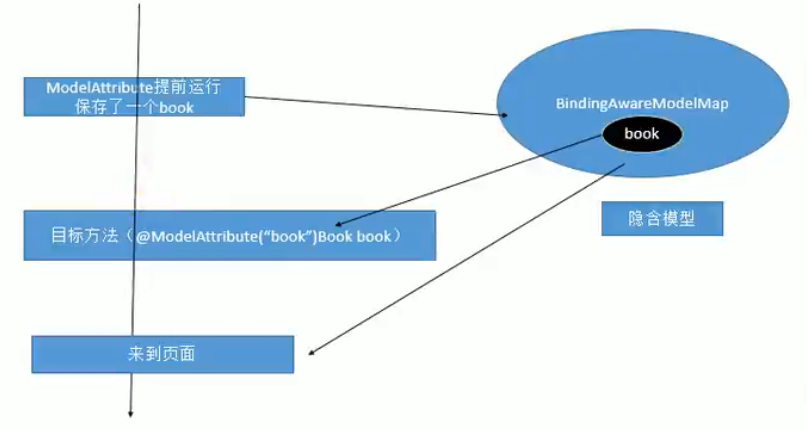 ModelAttribute提前运行
保存了一个book
BindingAwareModelMap
book
目标方法（@ModelAttribute(“book”)Book book）
隐含模型
来到页面